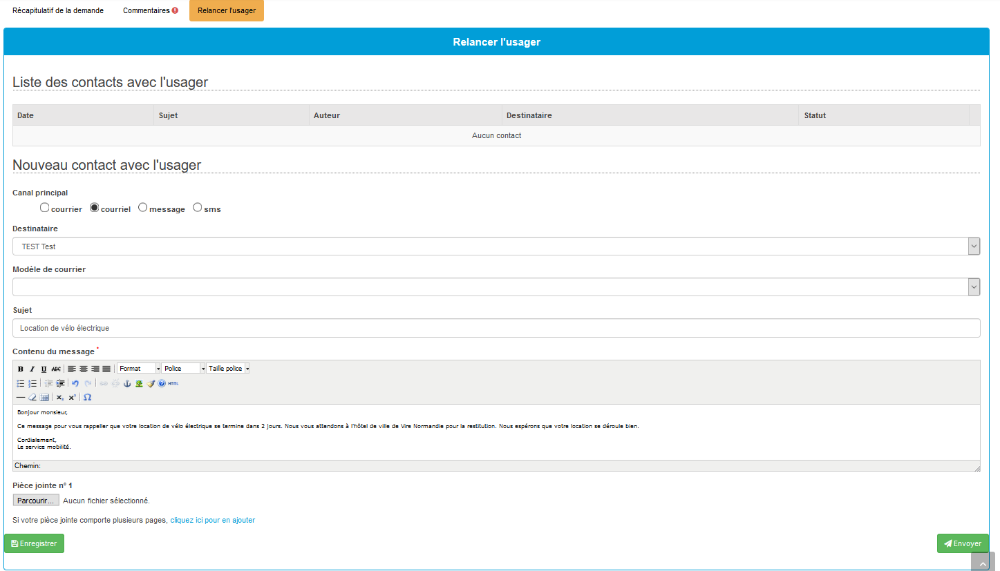 Récapitulatif de la demande Commentaires Relancer l'usager
Relancer l'usager
Liste des contacts avec l'usager
Date Sujet Auteur Destinataire Statut
Aucun contact
Nouveau contact avec l'usager
Canal principal
courrier courriel message sms
Destinataire
TEST Test
Modèle de courrier
Sujet
Location de vélo électrique
Contenu du message *
B I U ABC Format Police Taille police
HTML
x₂ x² Ω
Bonjour monsieur,
Ce message pour vous rappeller que votre location de vélo électrique se termine dans 2 jours. Nous vous attendons à l'hôtel de ville de Vire Normandie pour la restitution. Nous espérons que votre location se déroule bien.
Cordialement,
Le service mobilité.
Chemin:
Pièce jointe n° 1
Parcourir... Aucun fichier sélectionné.
Si votre pièce jointe comporte plusieurs pages, cliquez ici pour en ajouter
Enregistrer Envoyer